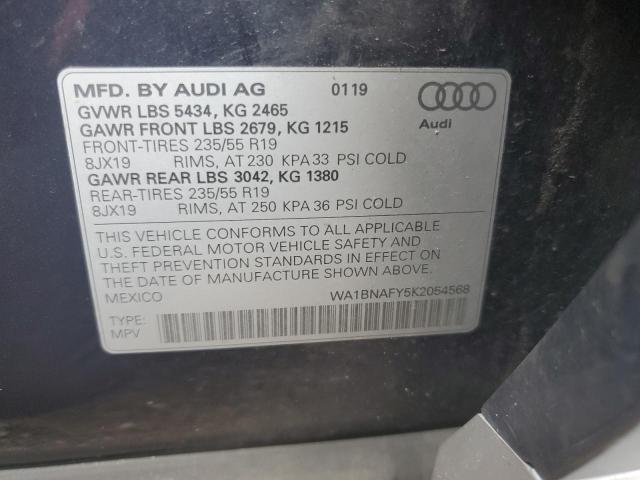 MFD. BY AUDI AG 01 19
Audi
GVWR LBS 5434, KG 2465
GAWR FRONT LBS 2679, KG 1215
FRONT-TIRES 235/55 R19
8JX19 RIMS, AT 230 KPA 33 PSI COLD
GAWR REAR LBS 3042, KG 1380
REAR-TIRES 235/55 R19
8JX19 RIMS, AT 250 KPA 36 PSI COLD
THIS VEHICLE CONFORMS TO ALL APPLICABLE
U.S. FEDERAL MOTOR VEHICLE SAFETY AND
THEFT PREVENTION STANDARDS IN EFFECT ON
THE DATE OF MANUFACTURE SHOWN ABOVE.
MEXICO WA1BNAFY5K2054568
TYPE:
MPV